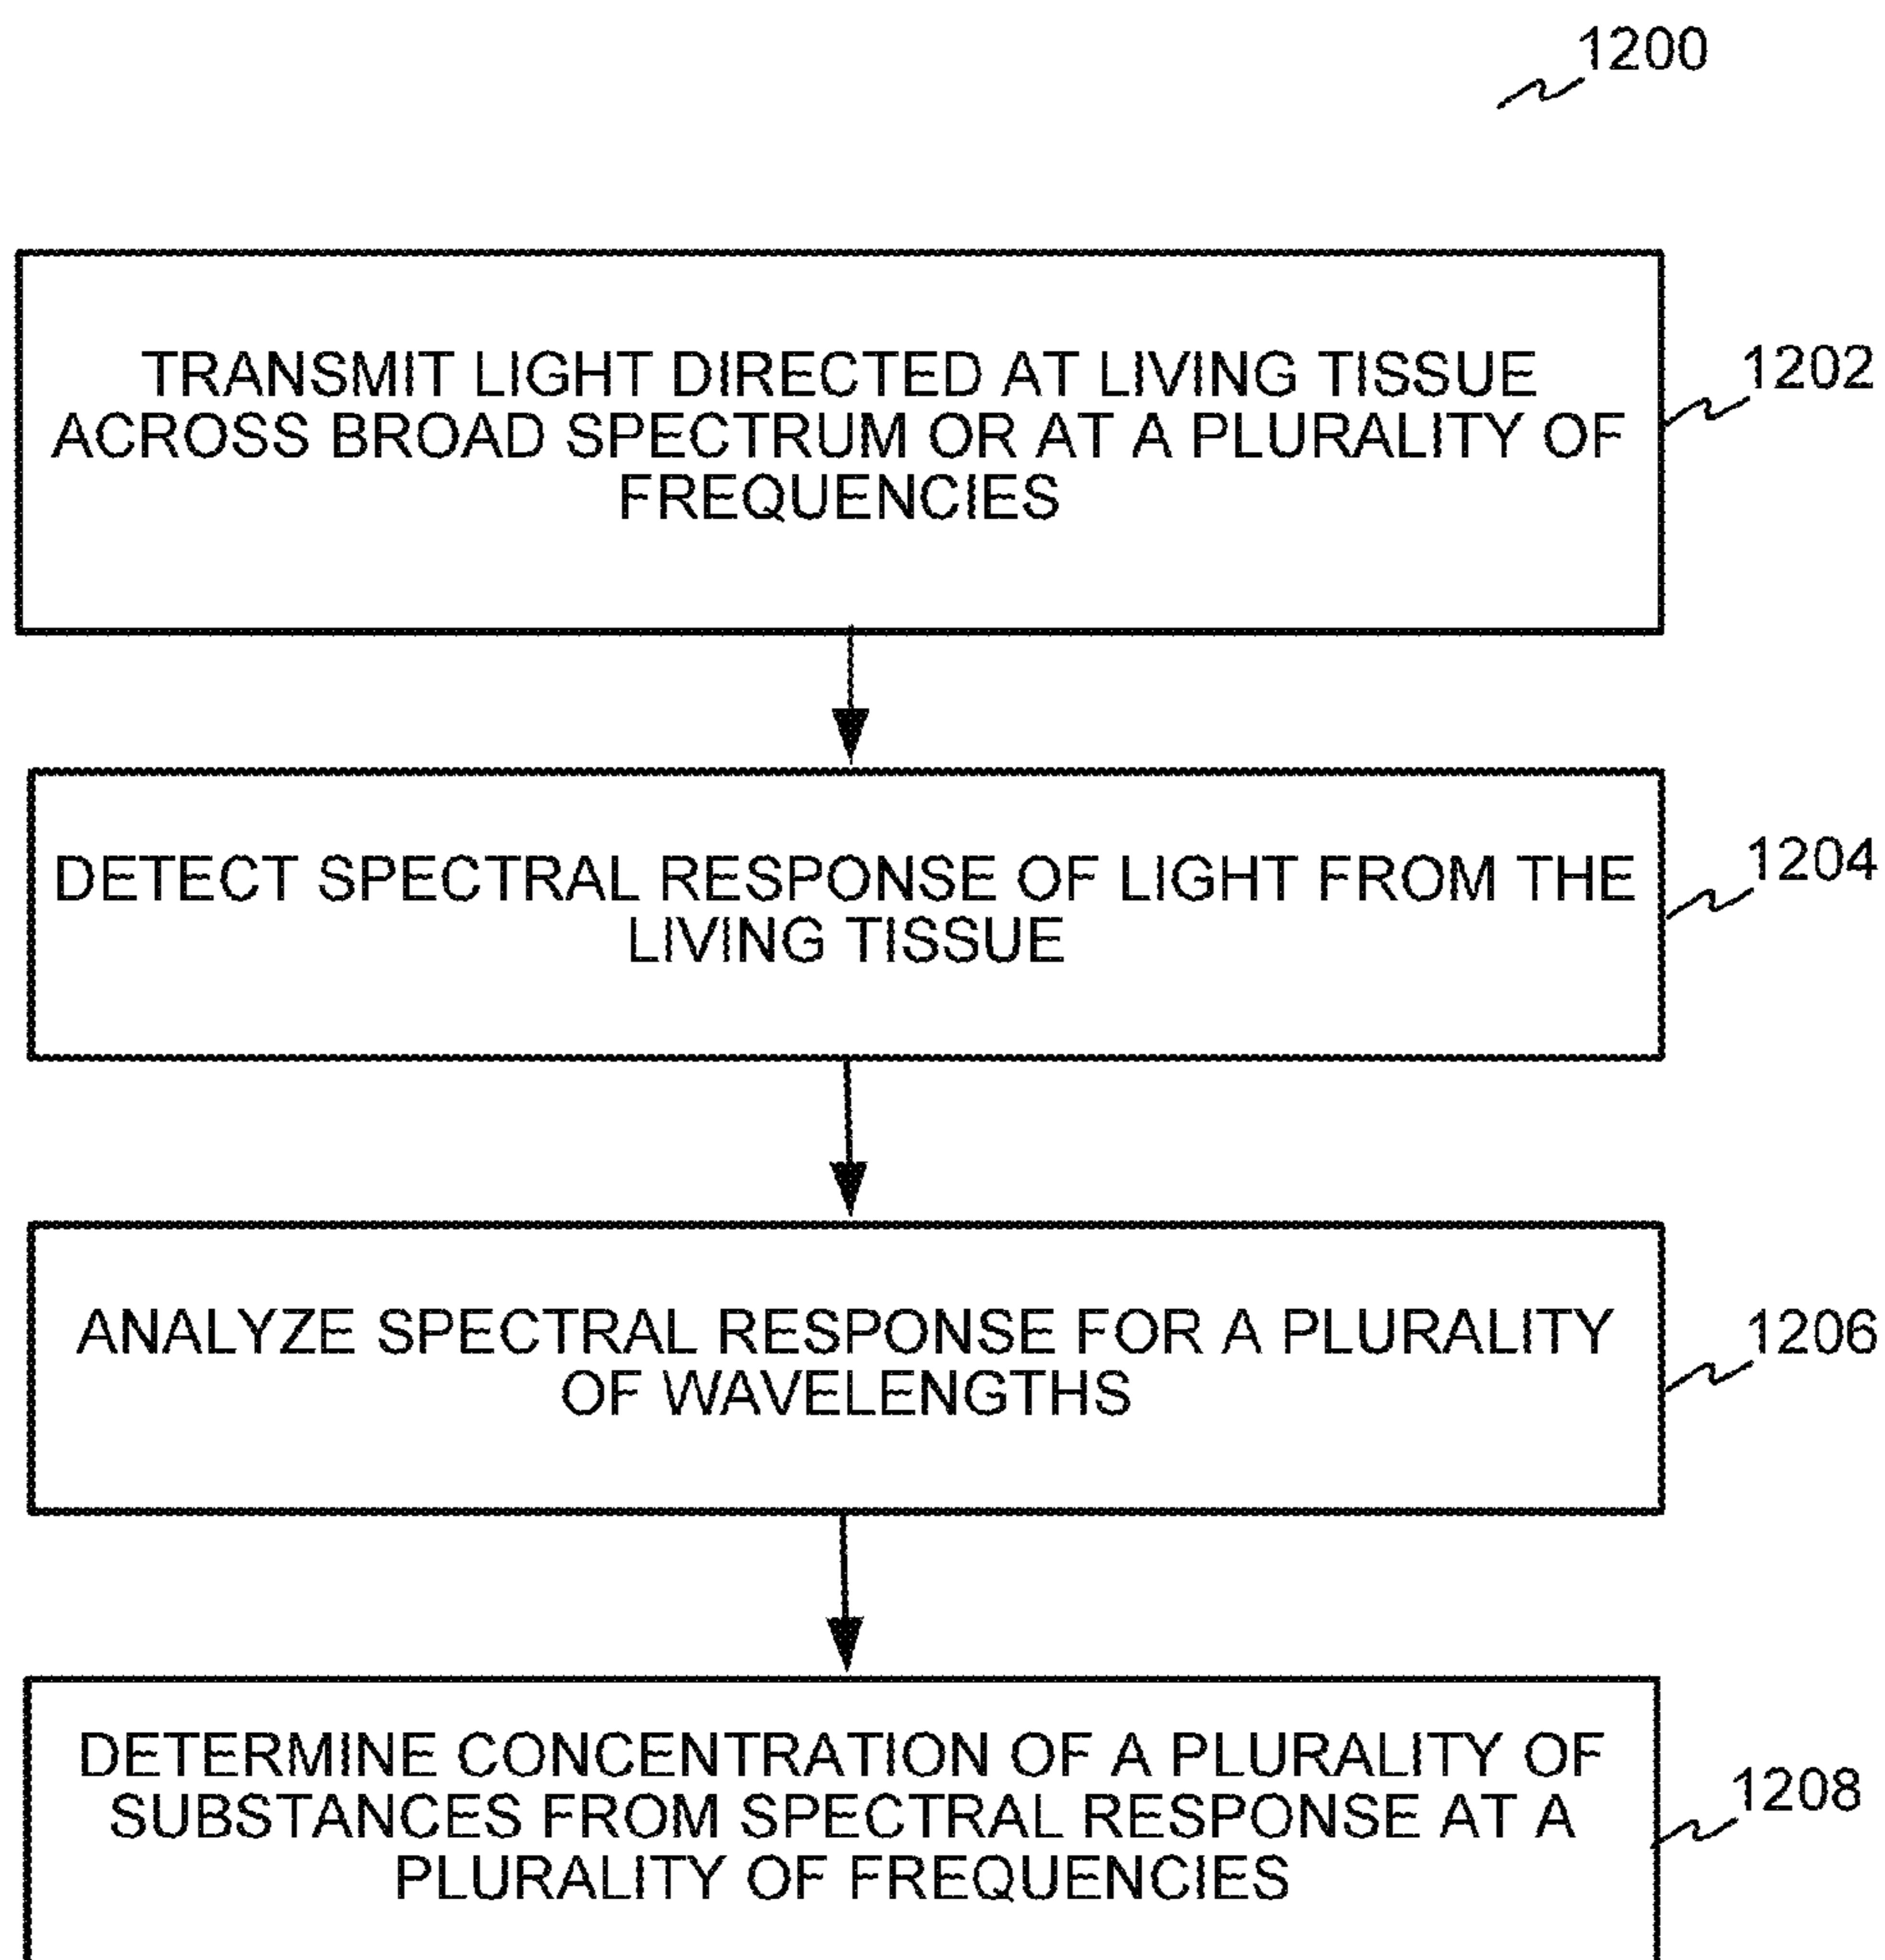 1200
TRANSMIT LIGHT DIRECTED AT LIVING TISSUE
ACROSS BROAD SPECTRUM OR AT A PLURALITY OF
FREQUENCIES
1202
DETECT SPECTRAL RESPONSE OF LIGHT FROM THE
LIVING TISSUE
1204
ANALYZE SPECTRAL RESPONSE FOR A PLURALITY
OF WAVELENGTHS
1206
DETERMINE CONCENTRATION OF A PLURALITY OF
SUBSTANCES FROM SPECTRAL RESPONSE AT A
PLURALITY OF FREQUENCIES
1208